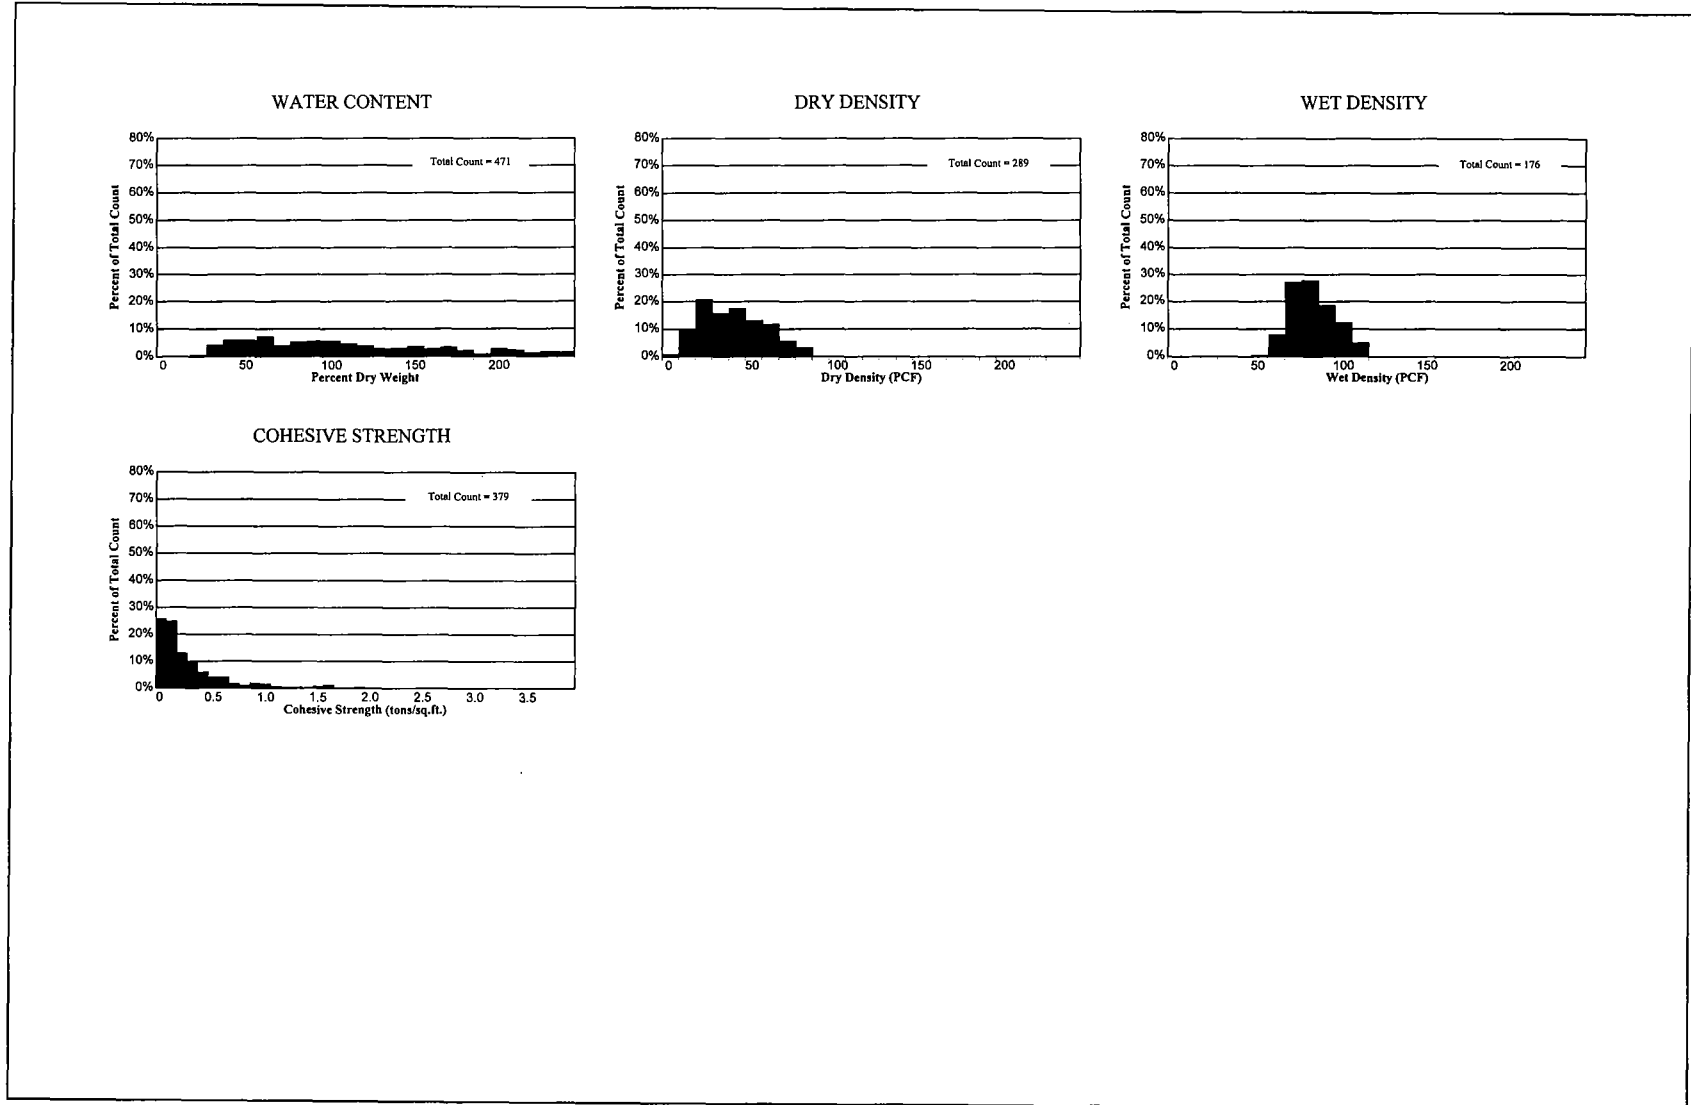 WATER CONTENT
80%
70%
60%
50%
40%
30%
20%
10%
0%
Percent of Total Count
Total Count = 471
0 50 100 150 200
Percent Dry Weight
DRY DENSITY
80%
70%
60%
50%
40%
30%
20%
10%
0%
Percent of Total Count
Total Count = 289
0 50 100 150 200
Dry Density (PCF)
WET DENSITY
80%
70%
60%
50%
40%
30%
20%
10%
0%
Percent of Total Count
Total Count = 176
0 50 100 150 200
Wet Density (PCF)
COHESIVE STRENGTH
80%
70%
60%
50%
40%
30%
20%
10%
0%
Percent of Total Count
Total Count = 379
0 0.5 1.0 1.5 2.0 2.5 3.0 3.5
Cohesive Strength (tons/sq.ft.)